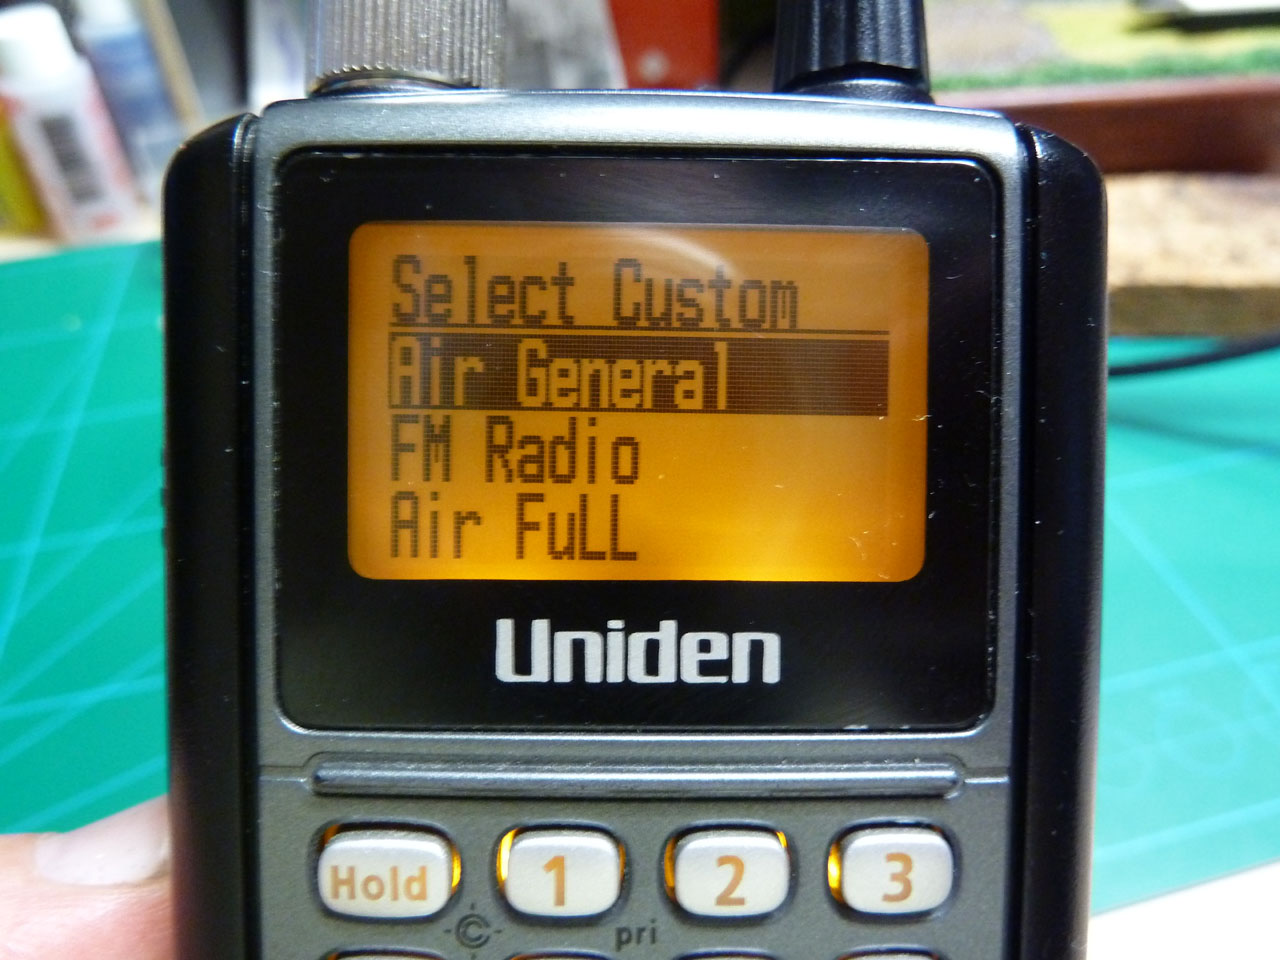 Select Custom
Air General
FM Radio
Air FuLL
Uniden
Hold 1 2 3
pri